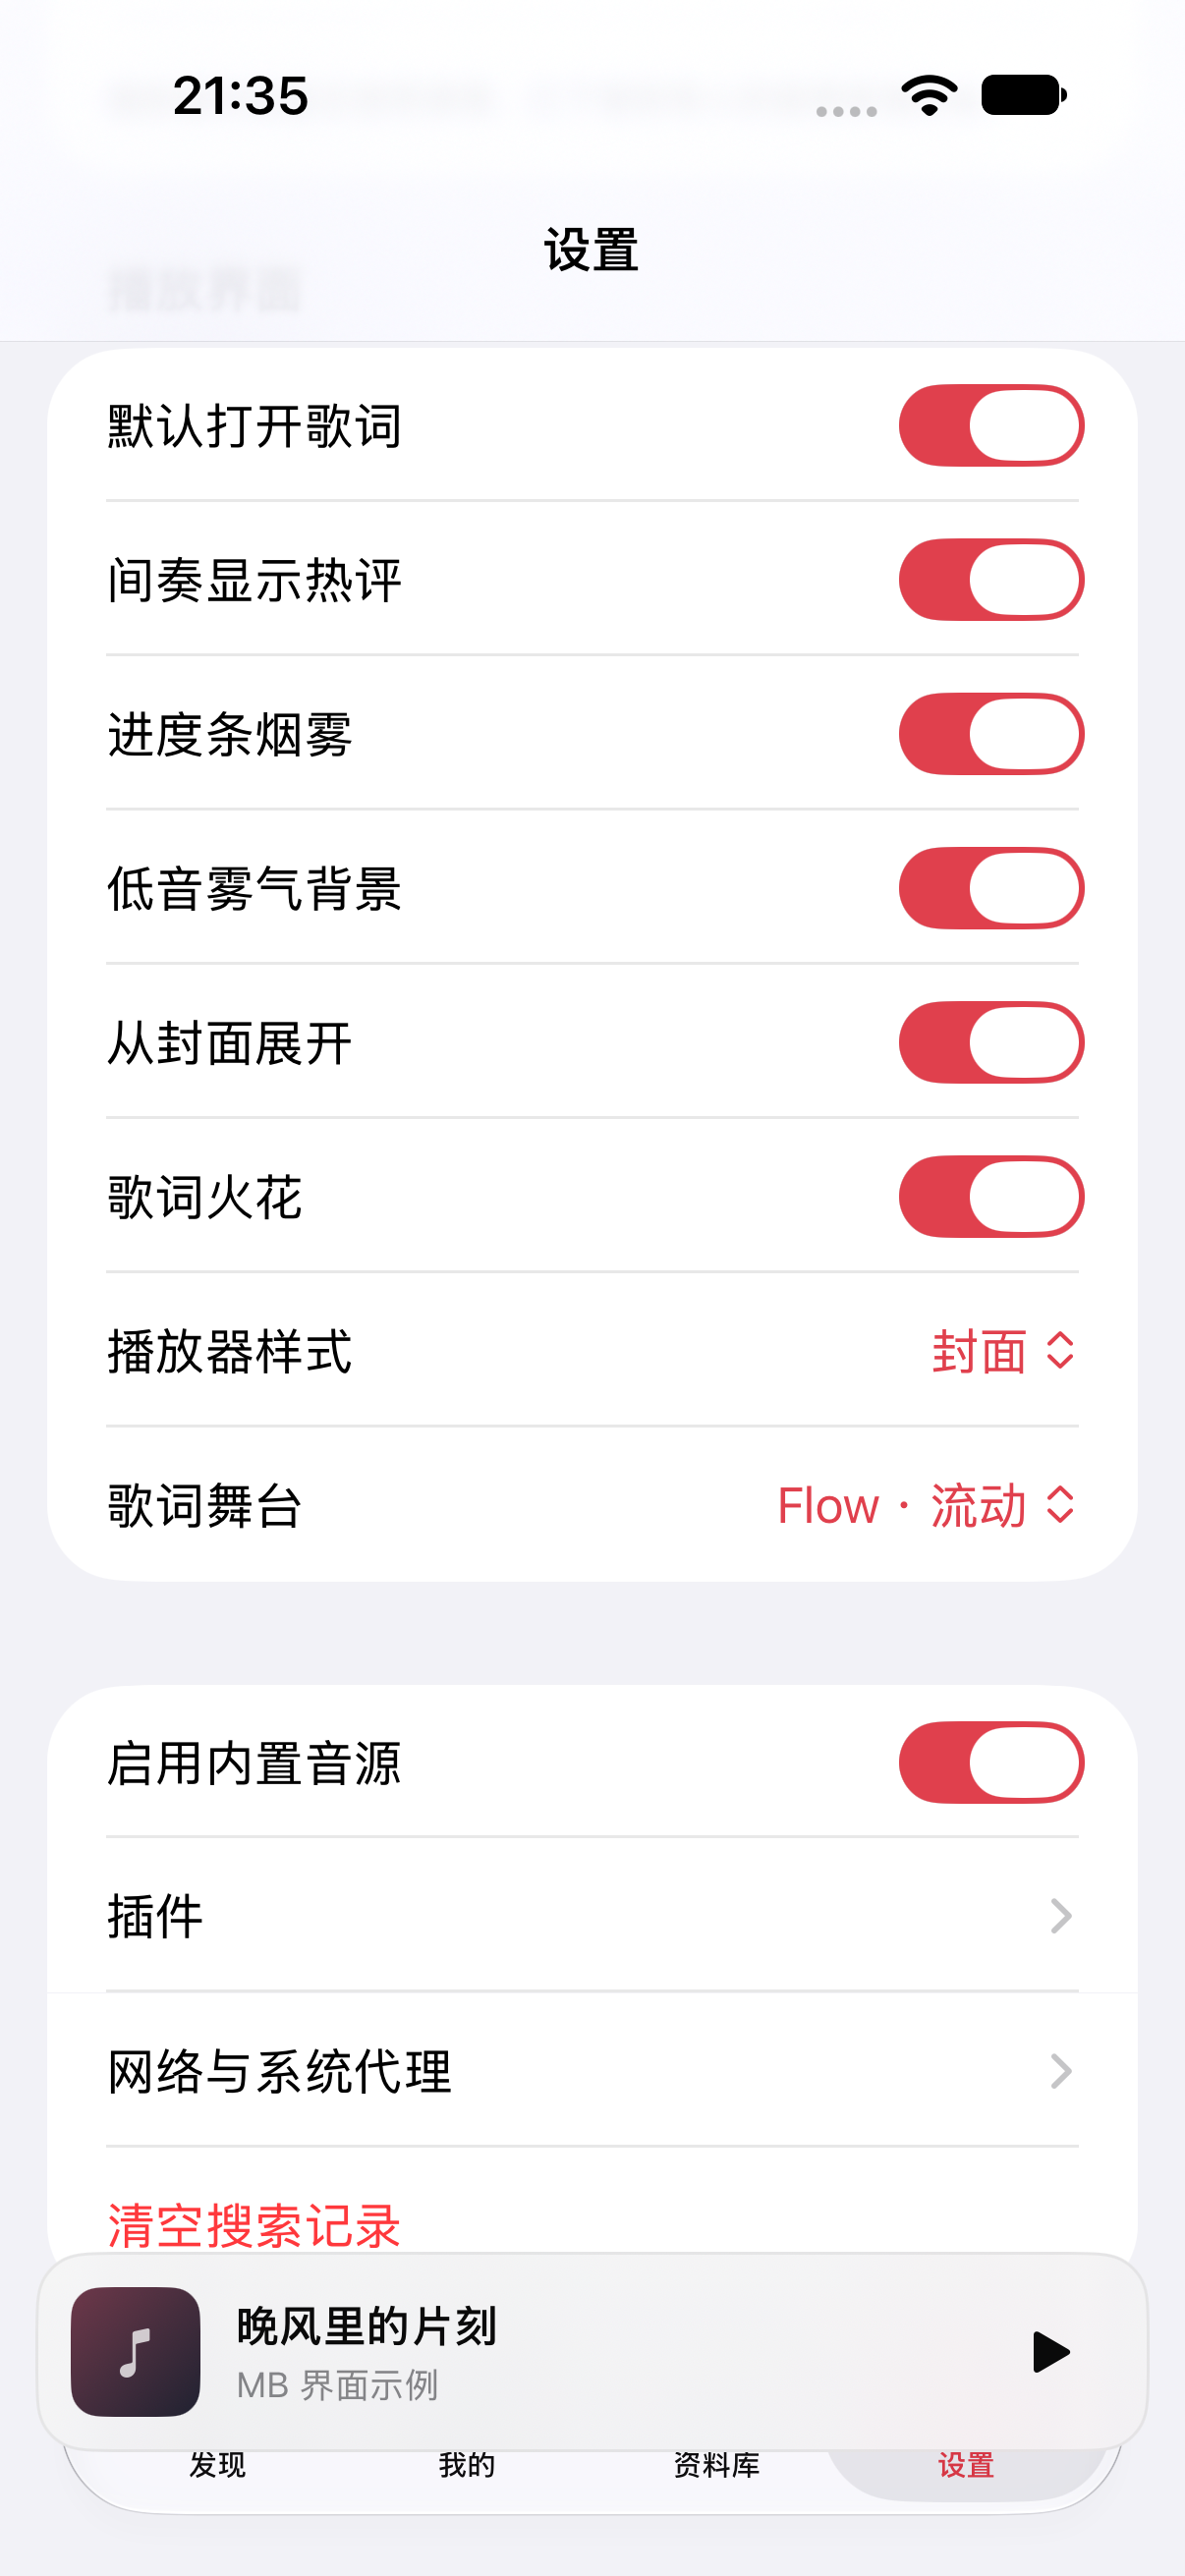 21:35
设置
播放界面
默认打开歌词
间奏显示热评
进度条烟雾
低音雾气背景
从封面展开
歌词火花
播放器样式 封面
歌词舞台 Flow · 流动
启用内置音源
插件
网络与系统代理
清空搜索记录
晚风里的片刻
MB 界面示例
发现 我的 资料库 设置